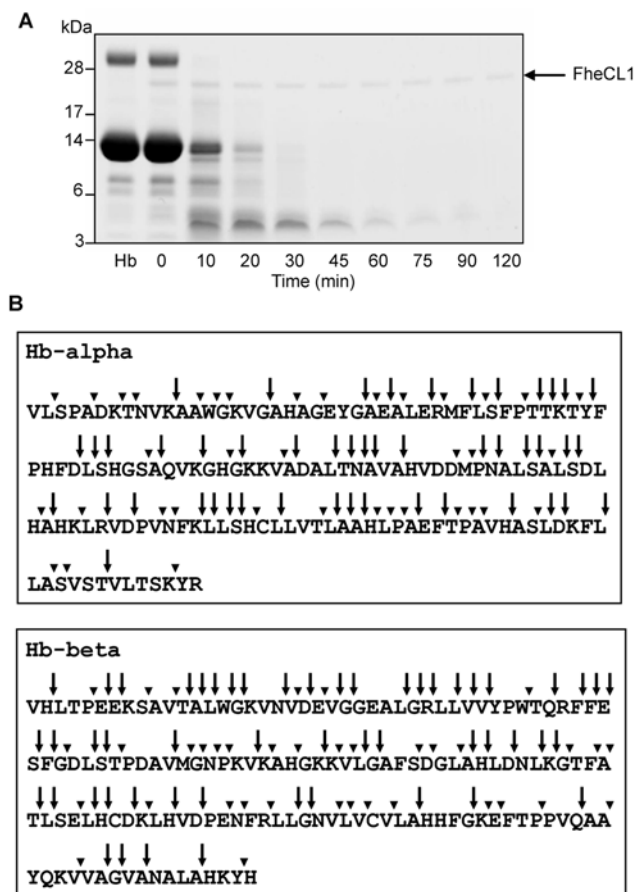 A
kDa
28
17
14
6
3
FheCL1
Hb 0 10 20 30 45 60 75 90 120
Time (min)
B
Hb-alpha
VLSPADKTNVKAAWGKVGAHAGEYGAEALERMFLSFPTTKTYF
PHFDLSHGSAQVKGHGKKVADALTNAVAHVDDMPNALSALSDL
HAHKLRVDPVNFKLLSHCLLVTLAAHLPAEFTPAVHASLDKFL
LASVSTVLTSKYR
Hb-beta
VHLTPEEKSAVTALWGKVNVDEVGGEALGRLLVVYPWTQRFFE
SFGDLSTPDAVMGNPKVKAHGKKVLGAFSDGLAHLDNLKGTFA
TLSELHCDKLHVDPENFRLLGNVLVCVLAHHFGKEFTPPVQAA
YQKVVAGVANALAHKYH